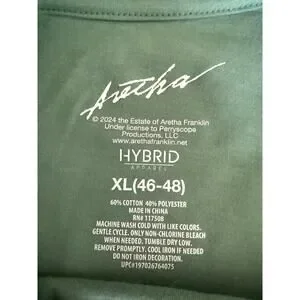 Aretha
© 2024 the Estate of Aretha Franklin
Under license to Perryscope
Productions, LLC
www.arethafranklin.net
HYBRID
APPAREL
XL(46-48)
60% COTTON 40% POLYESTER
MADE IN CHINA
RN# 117508
MACHINE WASH COLD WITH LIKE COLORS.
GENTLE CYCLE. ONLY NON-CHLORINE BLEACH
WHEN NEEDED. TUMBLE DRY LOW.
REMOVE PROMPTLY. COOL IRON IF NEEDED
DO NOT IRON DECORATION.
UPC#197026764075